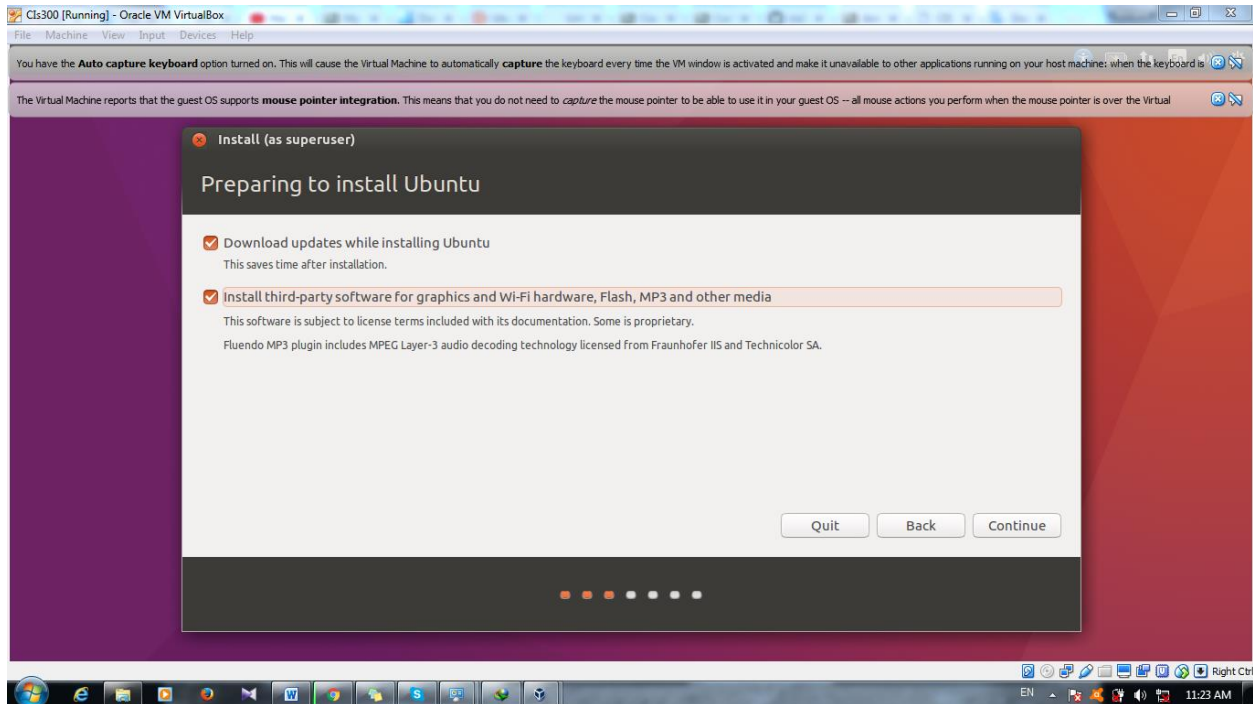 CIs300 [Running] - Oracle VM VirtualBox
File Machine View Input Devices Help
You have the Auto capture keyboard option turned on. This will cause the Virtual Machine to automatically capture the keyboard every time the VM window is activated and make it unavailable to other applications running on your host machine: when the keyboard is
The Virtual Machine reports that the guest OS supports mouse pointer integration. This means that you do not need to capture the mouse pointer to be able to use it in your guest OS -- all mouse actions you perform when the mouse pointer is over the Virtual
Install (as superuser)
Preparing to install Ubuntu
Download updates while installing Ubuntu
This saves time after installation.
Install third-party software for graphics and Wi-Fi hardware, Flash, MP3 and other media
This software is subject to license terms included with its documentation. Some is proprietary.
Fluendo MP3 plugin includes MPEG Layer-3 audio decoding technology licensed from Fraunhofer IIS and Technicolor SA.
Quit Back Continue
Right Ctrl
EN 11:23 AM